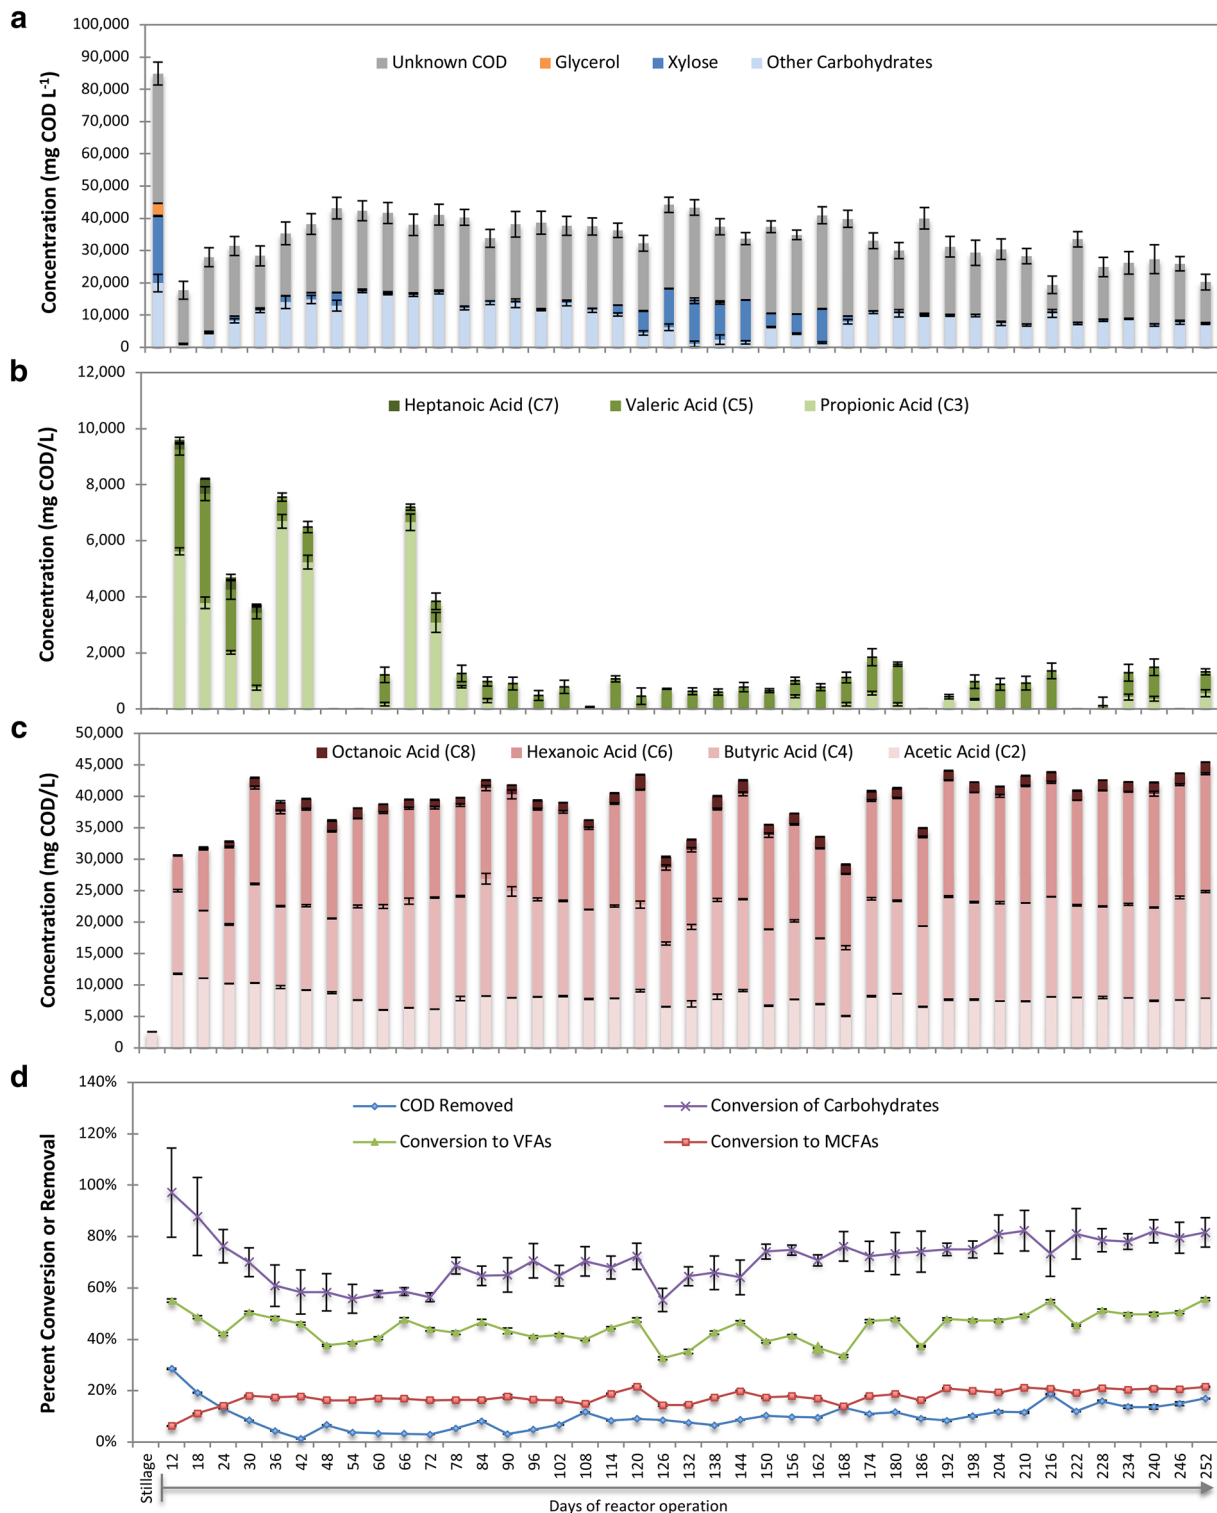 a
100,000
90,000
80,000
70,000
60,000
50,000
40,000
30,000
20,000
10,000
0
Concentration (mg COD L-1)
Unknown COD Glycerol Xylose Other Carbohydrates
b
12,000
10,000
8,000
6,000
4,000
2,000
0
Concentration (mg COD/L)
Heptanoic Acid (C7) Valeric Acid (C5) Propionic Acid (C3)
c
50,000
45,000
40,000
35,000
30,000
25,000
20,000
15,000
10,000
5,000
0
Concentration (mg COD/L)
Octanoic Acid (C8) Hexanoic Acid (C6) Butyric Acid (C4) Acetic Acid (C2)
d
140%
120%
100%
80%
60%
40%
20%
0%
Percent Conversion or Removal
COD Removed Conversion of Carbohydrates
Conversion to VFAs Conversion to MCFAs
Stillage 12 18 24 30 36 42 48 54 60 66 72 78 84 90 96 102 108 114 120 126 132 138 144 150 156 162 168 174 180 186 192 198 204 210 216 222 228 234 240 246 252
Days of reactor operation